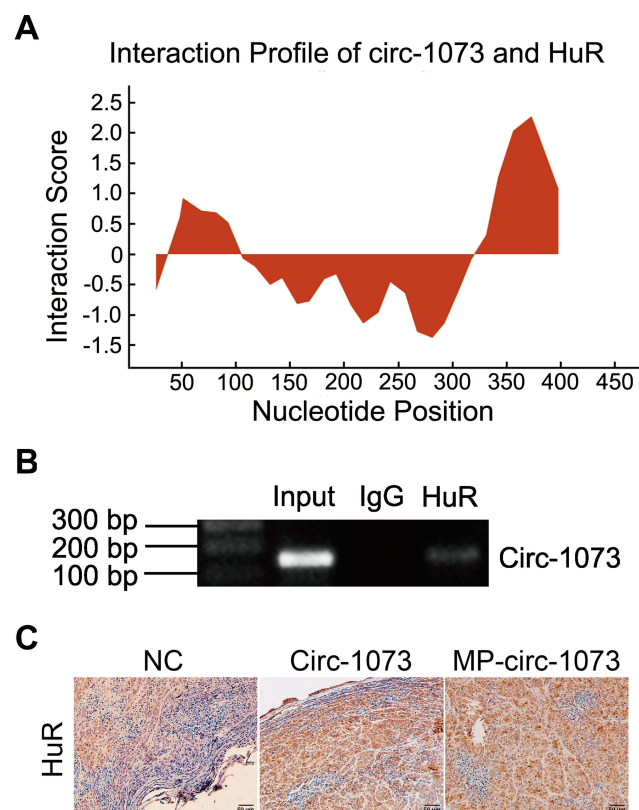 A
Interaction Profile of circ-1073 and HuR
Interaction Score
2.5
2.0
1.5
1.0
0.5
0
-0.5
-1.0
-1.5
50 100 150 200 250 300 350 400 450
Nucleotide Position
B
Input IgG HuR
300 bp
200 bp
100 bp
Circ-1073
C
NC Circ-1073 MP-circ-1073
HuR